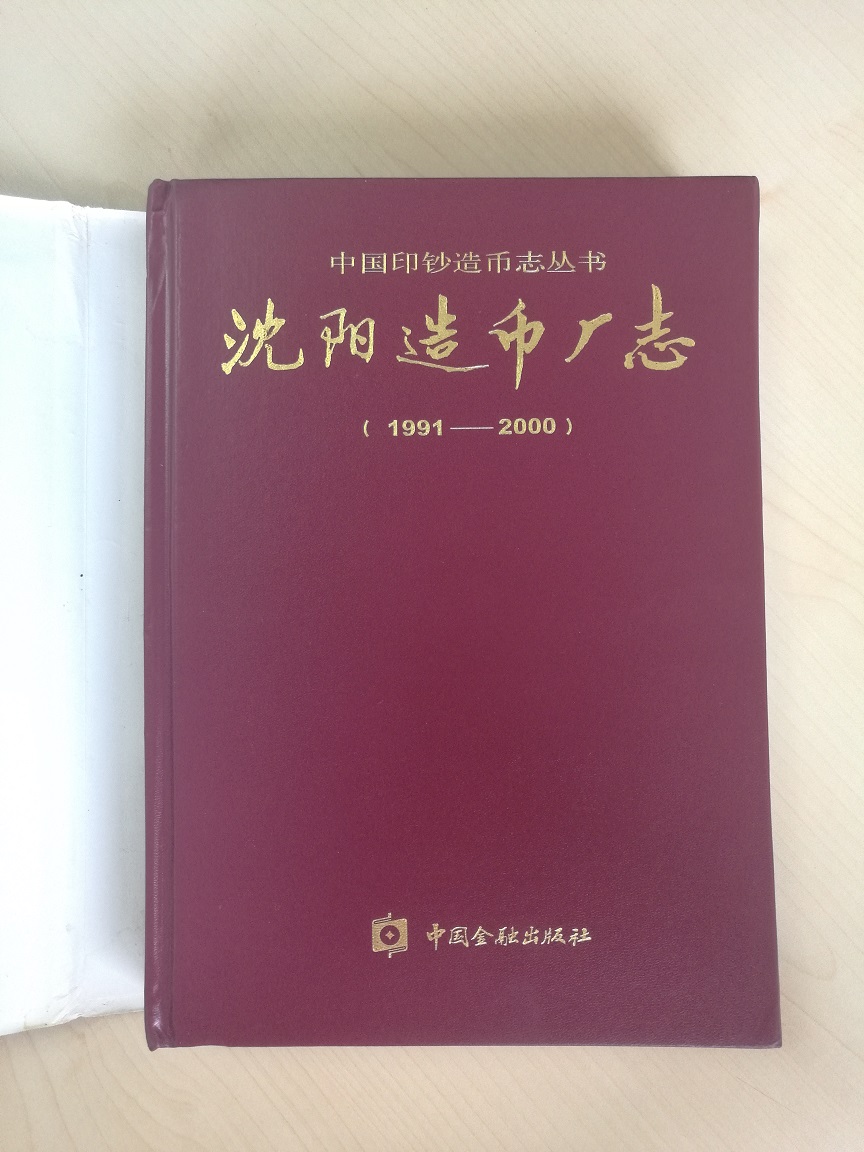 中国印钞造币志丛书
沈阳造币厂志
（ 1991——2000 ）
中国金融出版社